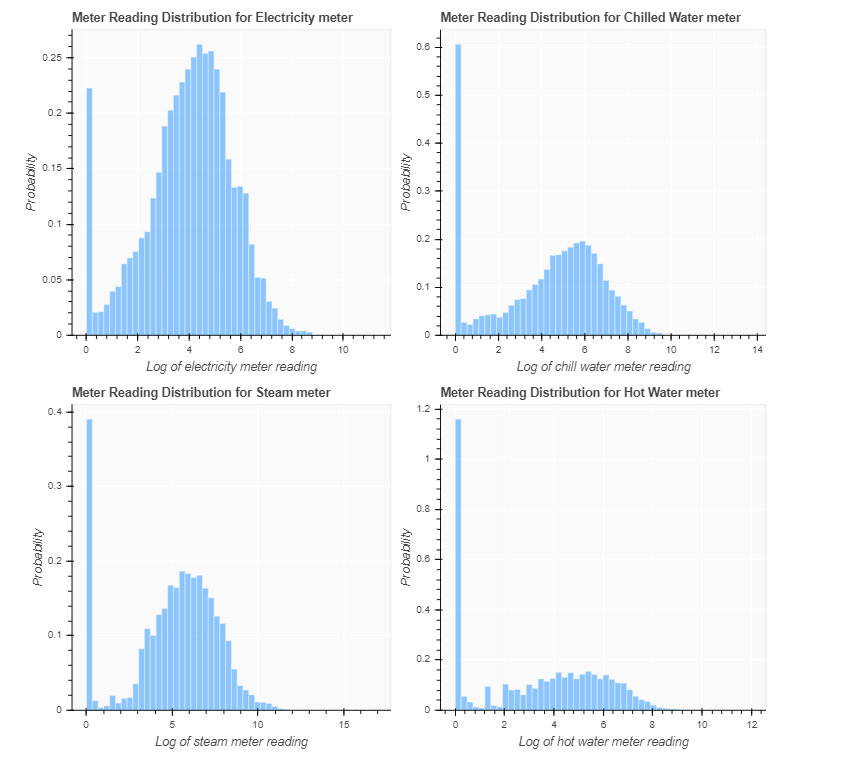 Meter Reading Distribution for Electricity meter
0.25
0.2
0.15
0.1
0.05
0
Probability
0 2 4 6 8 10
Log of electricity meter reading
Meter Reading Distribution for Chilled Water meter
0.6
0.5
0.4
0.3
0.2
0.1
0
Probability
0 2 4 6 8 10 12 14
Log of chill water meter reading
Meter Reading Distribution for Steam meter
0.4
0.3
0.2
0.1
0
Probability
0 5 10 15
Log of steam meter reading
Meter Reading Distribution for Hot Water meter
1.2
1
0.8
0.6
0.4
0.2
0
Probability
0 2 4 6 8 10 12
Log of hot water meter reading